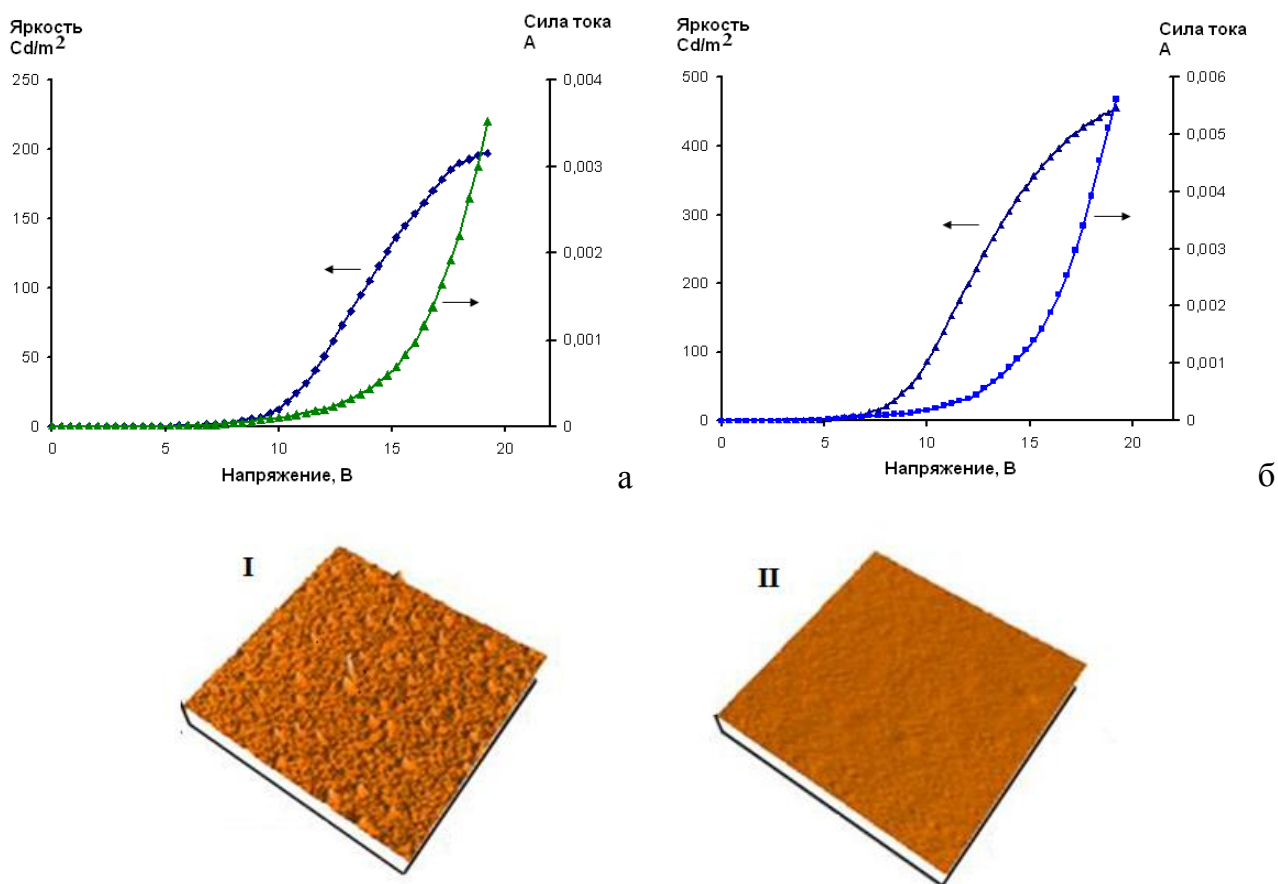 Яркость
Cd/m²
Сила тока
А
250
200
150
100
50
0
0,004
0,003
0,002
0,001
0
0 5 10 15 20
Напряжение, В
а
Яркость
Cd/m²
Сила тока
А
500
400
300
200
100
0
0,006
0,005
0,004
0,003
0,002
0,001
0
0 5 10 15 20
Напряжение, В
б
I
II